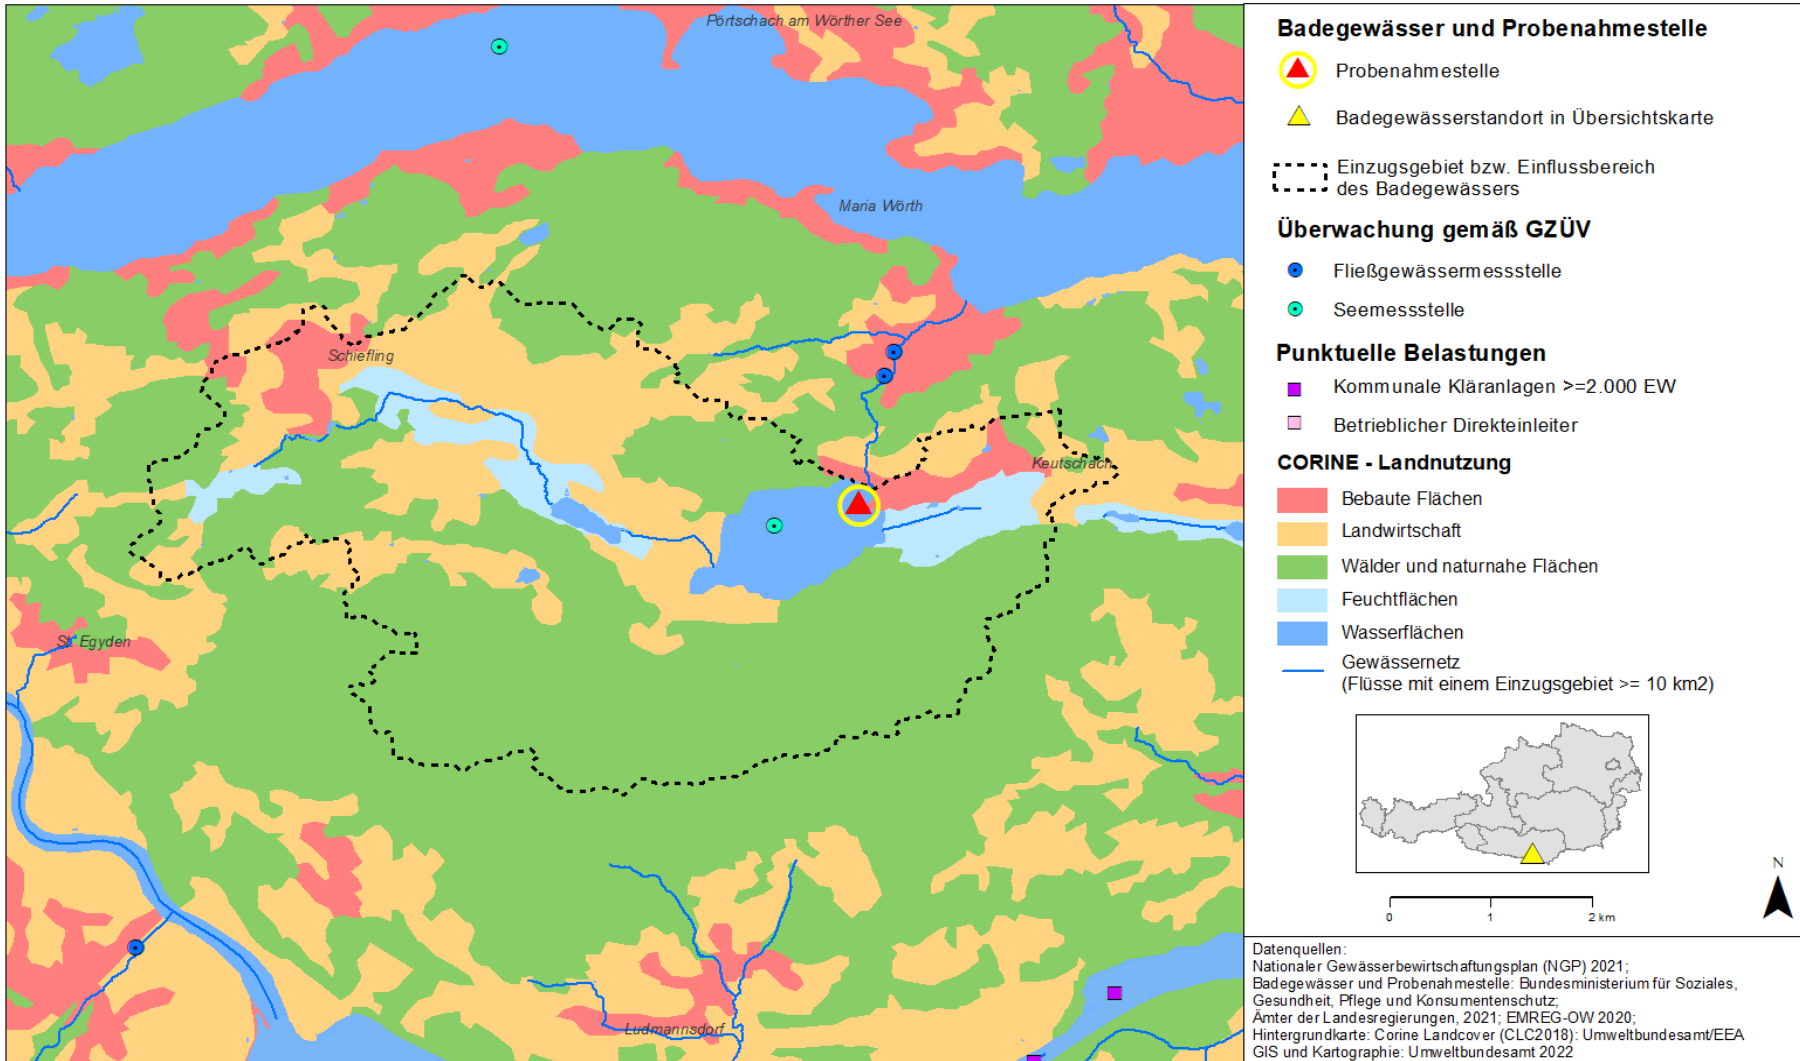 Pörtschach am Wörther See
Maria Wörth
Schiefling
Keutschach
St. Egyden
Ludmannsdorf
Badegewässer und Probenahmestelle
Probenahmestelle
Badegewässerstandort in Übersichtskarte
Einzugsgebiet bzw. Einflussbereich
des Badegewässers
Überwachung gemäß GZÜV
Fließgewässermessstelle
Seemessstelle
Punktuelle Belastungen
Kommunale Kläranlagen >=2.000 EW
Betrieblicher Direkteinleiter
CORINE - Landnutzung
Bebaute Flächen
Landwirtschaft
Wälder und naturnahe Flächen
Feuchtflächen
Wasserflächen
Gewässernetz
(Flüsse mit einem Einzugsgebiet >= 10 km2)
N
0 1 2 km
Datenquellen:
Nationaler Gewässerbewirtschaftungsplan (NGP) 2021;
Badegewässer und Probenahmestelle: Bundesministerium für Soziales,
Gesundheit, Pflege und Konsumentenschutz;
Ämter der Landesregierungen, 2021; EMREG-OW 2020;
Hintergrundkarte: Corine Landcover (CLC2018): Umweltbundesamt/EEA
GIS und Kartographie: Umweltbundesamt 2022